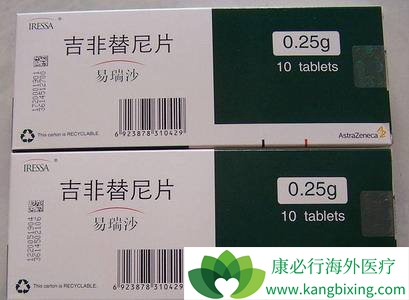 IRESSA ®
吉非替尼片
易瑞沙
0.25g
10 tablets
6 923878 310429
This carton is RECYCLABLE.
AstraZeneca
IRESSA ®
吉非替尼片
易瑞沙
0.25g
10 tablets
6 923878 310429
This carton is RECYCLABLE.
康必行海外医疗
www.kangbixing.com